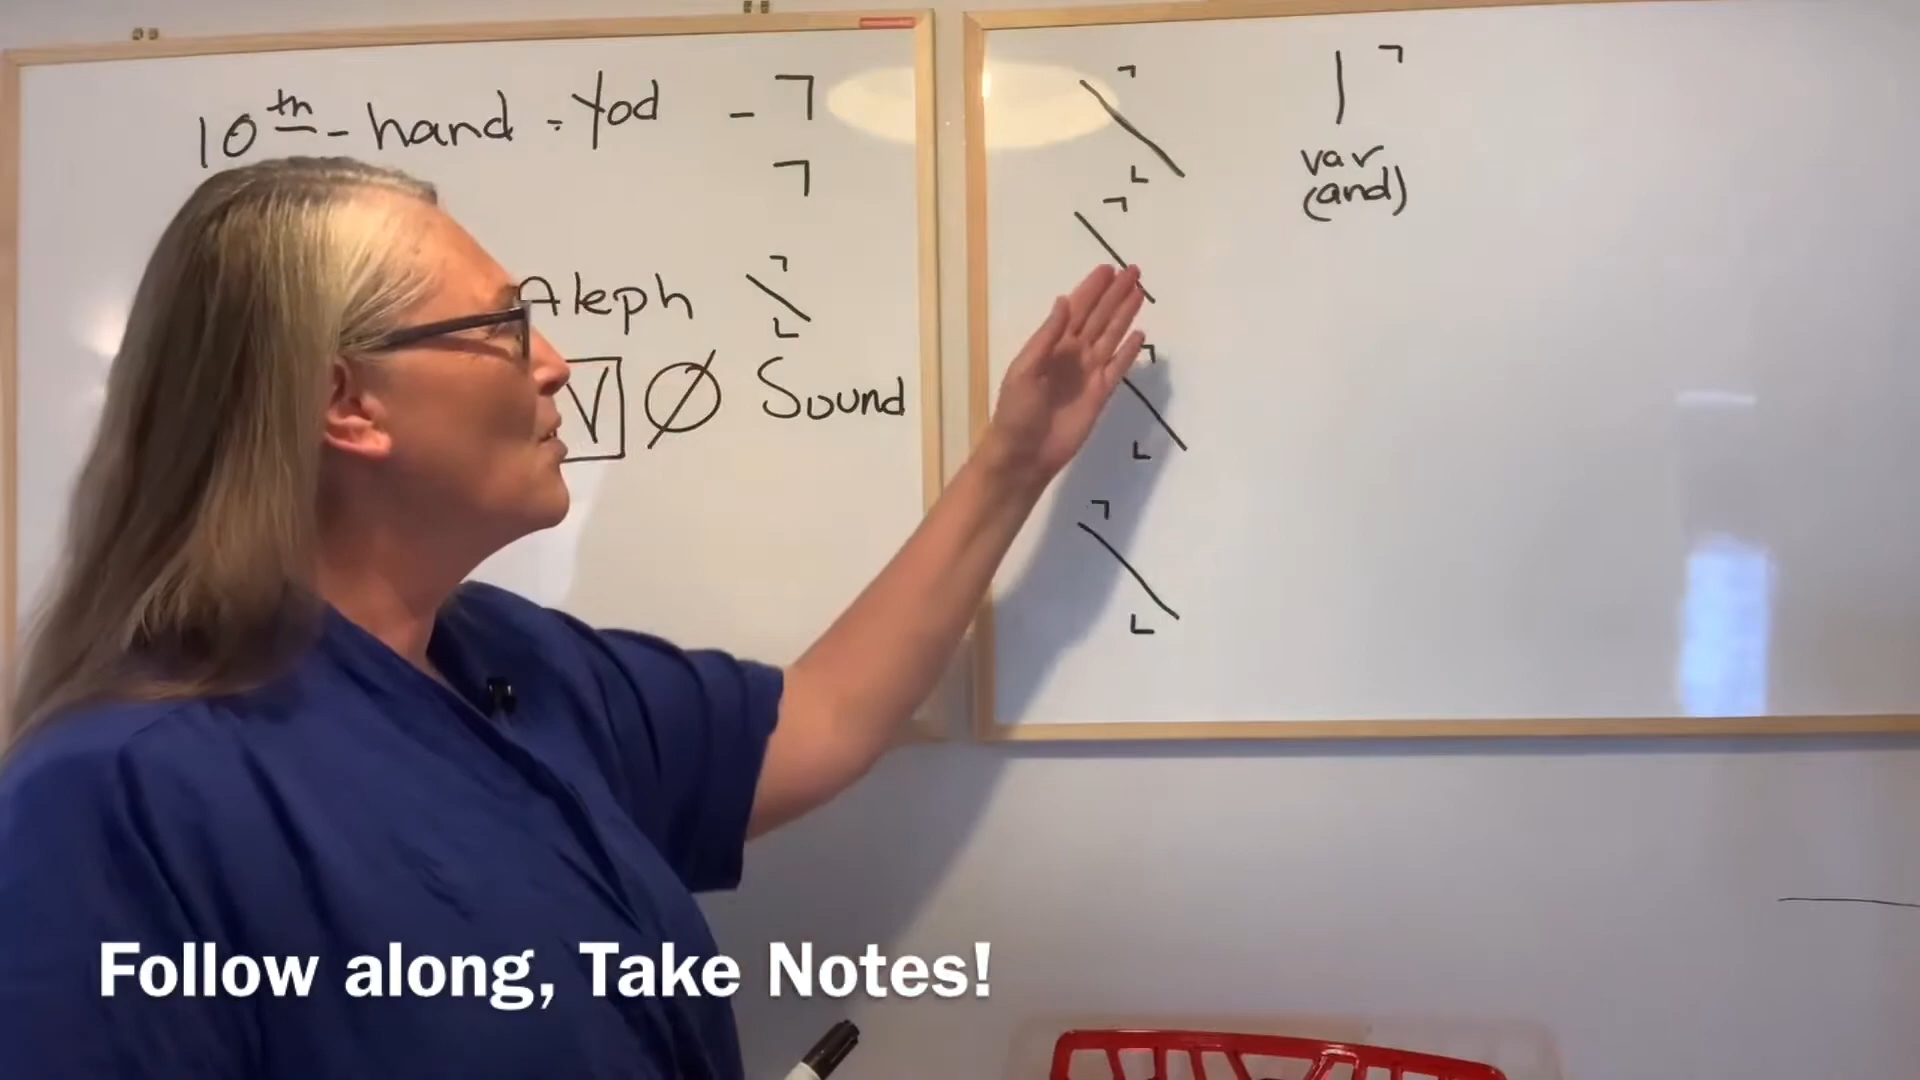 10th - hand = Yod - ד
ד
Aleph א
V Ø Sound
א
א
א
א
ו
var
(and)
Follow along, Take Notes!